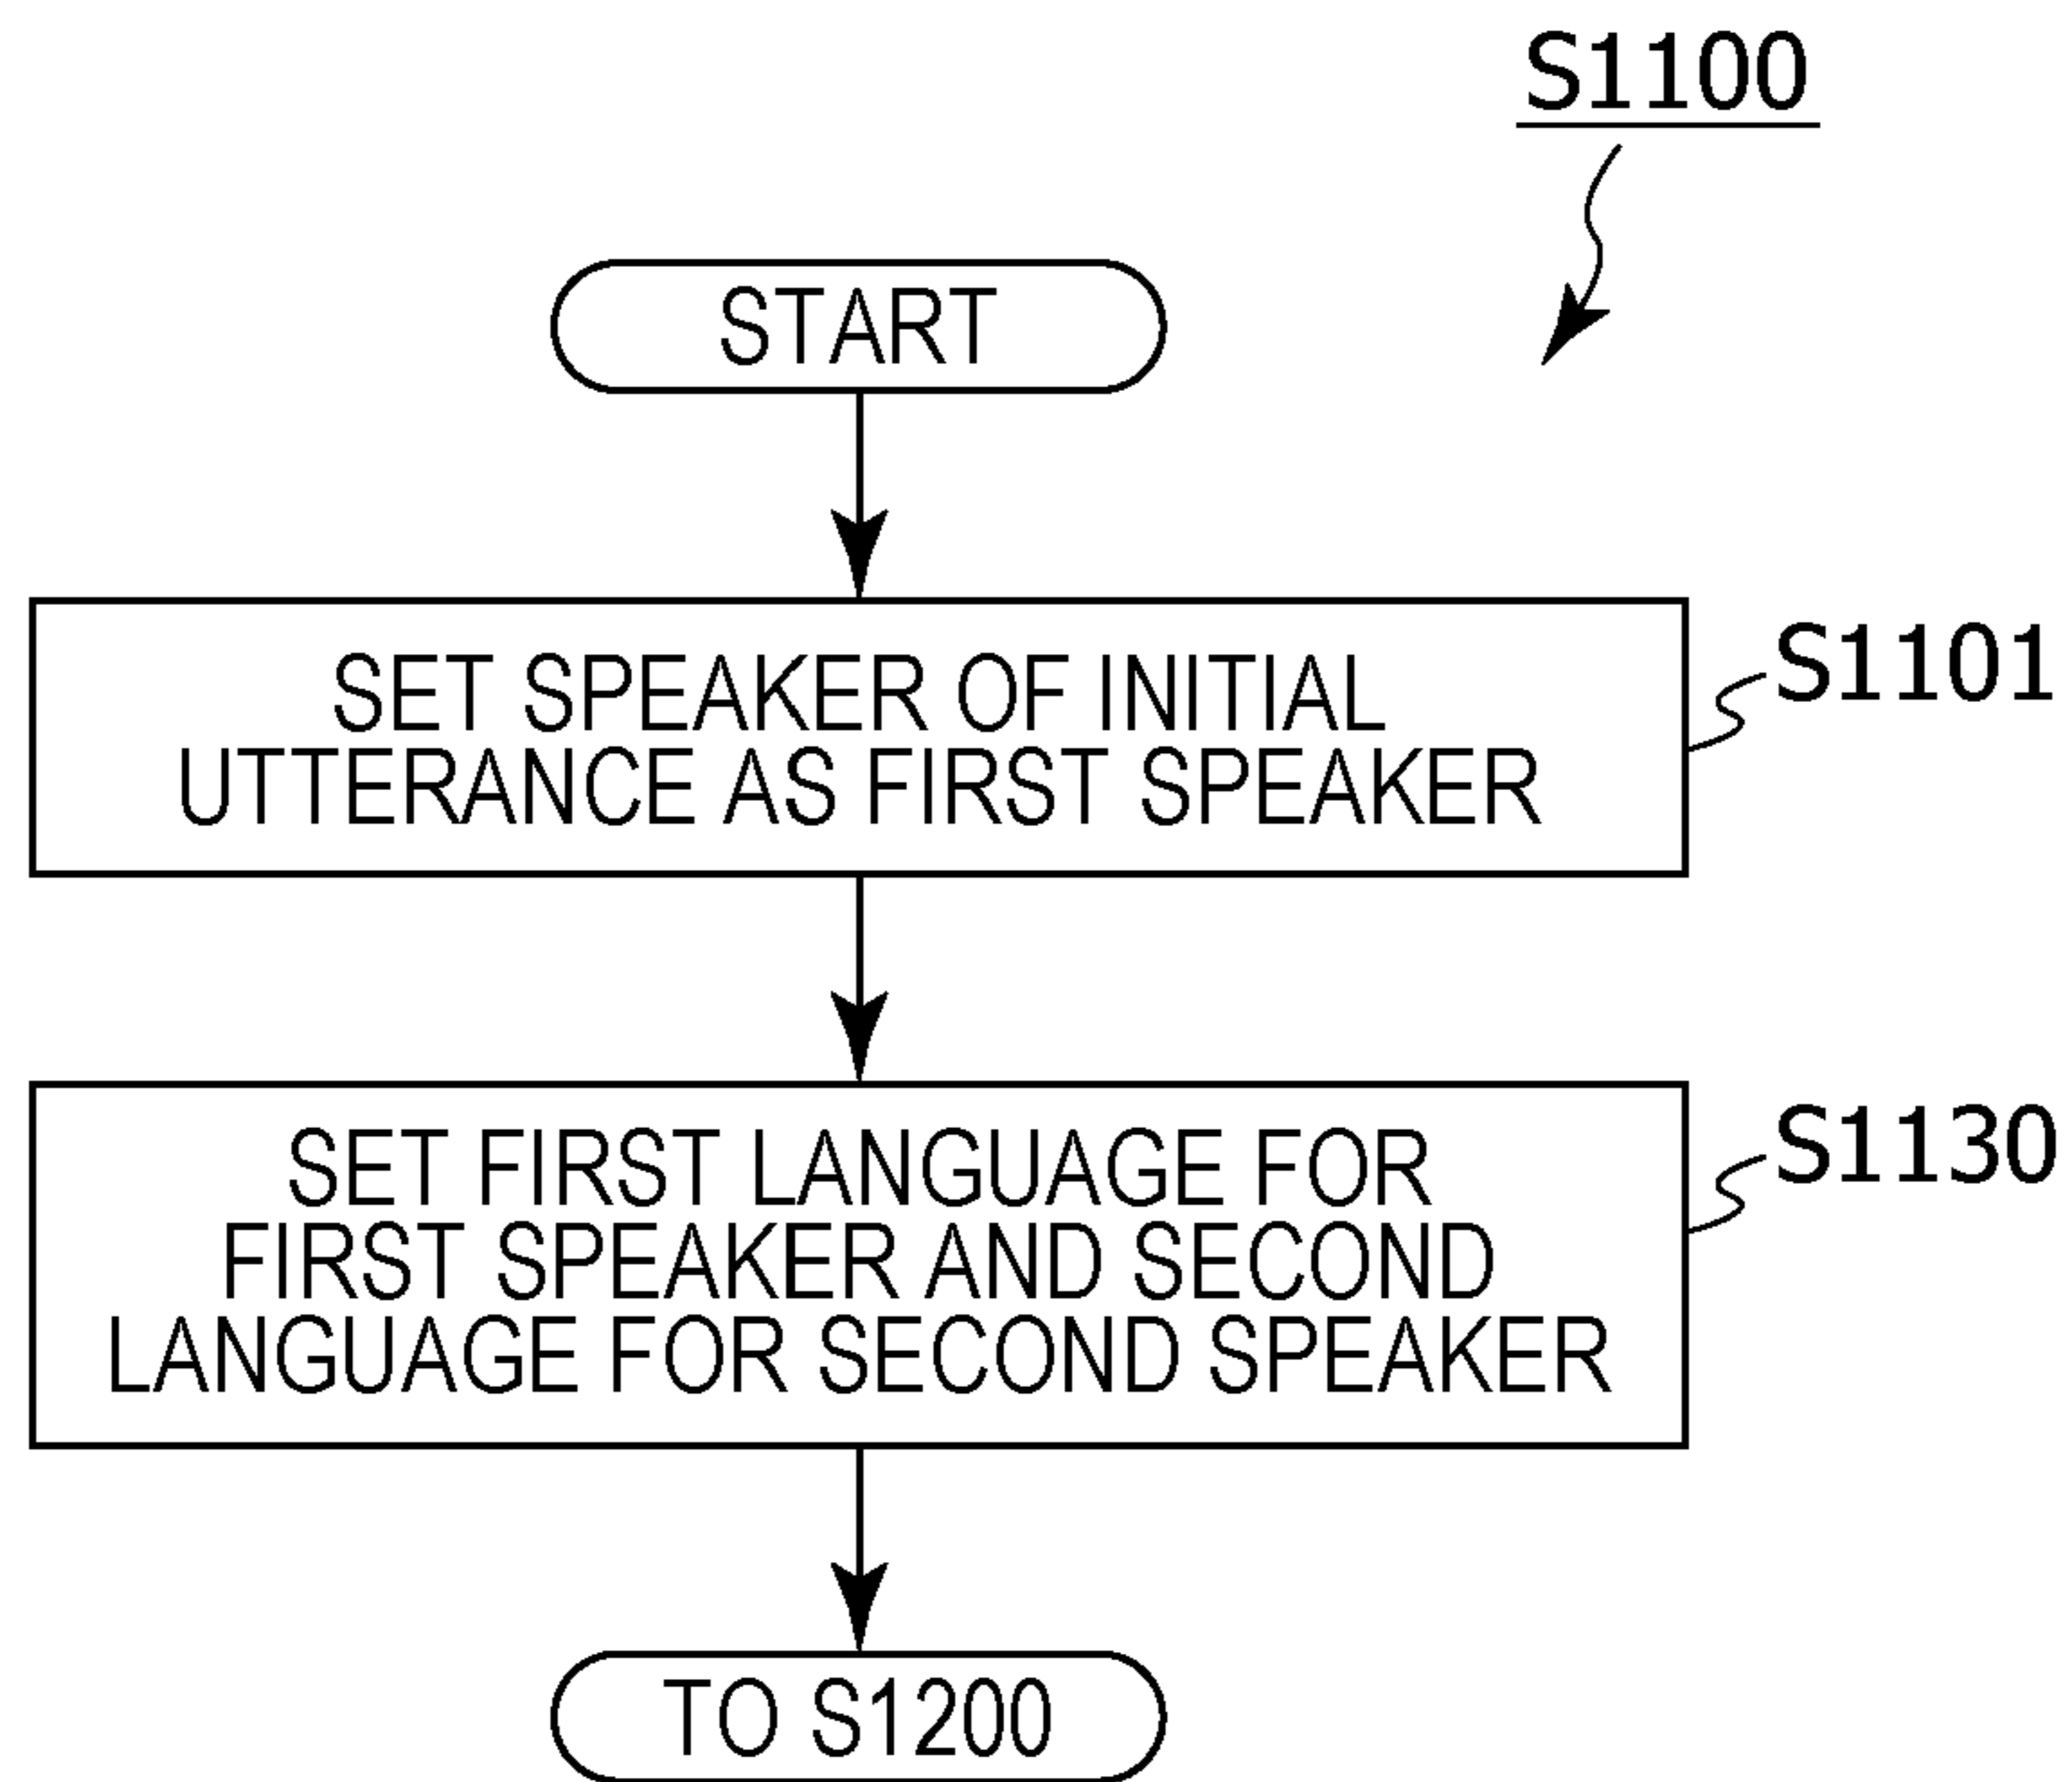 S1100
START
SET SPEAKER OF INITIAL
UTTERANCE AS FIRST SPEAKER
S1101
SET FIRST LANGUAGE FOR
FIRST SPEAKER AND SECOND
LANGUAGE FOR SECOND SPEAKER
S1130
TO S1200